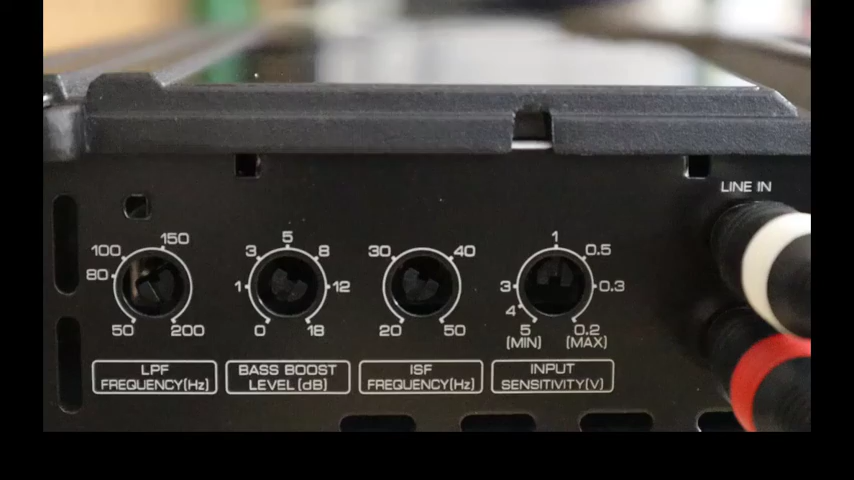 LINE IN
100 150
80
50 200
LPF
FREQUENCY(Hz)
5
3 8
1 12
0 18
BASS BOOST
LEVEL(dB)
30 40
20 50
ISF
FREQUENCY(Hz)
1
0.5
3 0.3
4
5 0.2
(MIN) (MAX)
INPUT
SENSITIVITY(V)